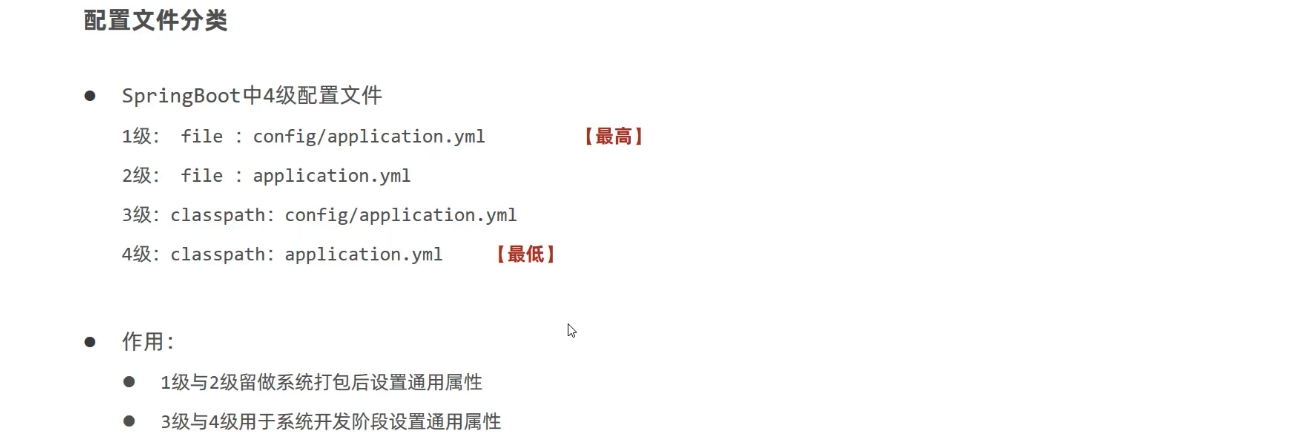 配置文件分类
SpringBoot中4级配置文件
1级： file ：config/application.yml 【最高】
2级： file ：application.yml
3级：classpath：config/application.yml
4级：classpath：application.yml 【最低】
作用：
1级与2级留做系统打包后设置通用属性
3级与4级用于系统开发阶段设置通用属性